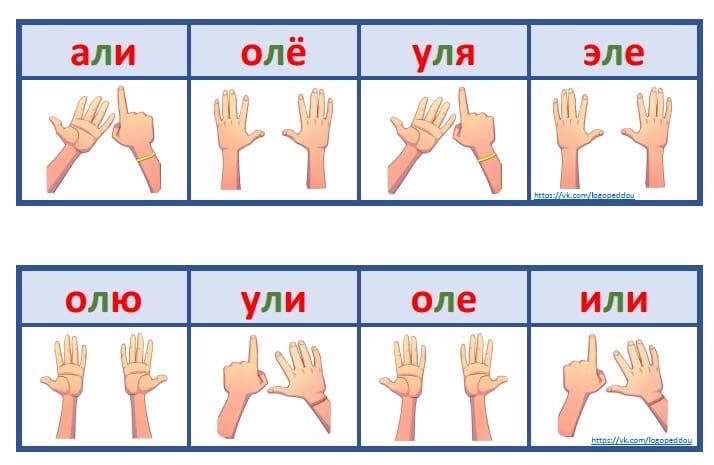 али олё уля эле
https://vk.com/logopeddou
олю ули оле или
https://vk.com/logopeddou